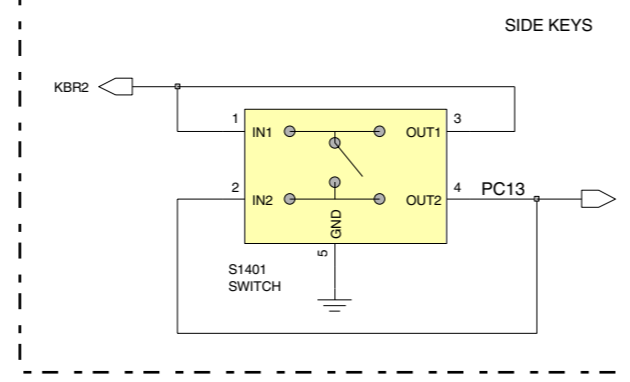 SIDE KEYS
KBR2
1
3
IN1
OUT1
2
4
PC13
IN2
OUT2
GND
5
S1401
SWITCH